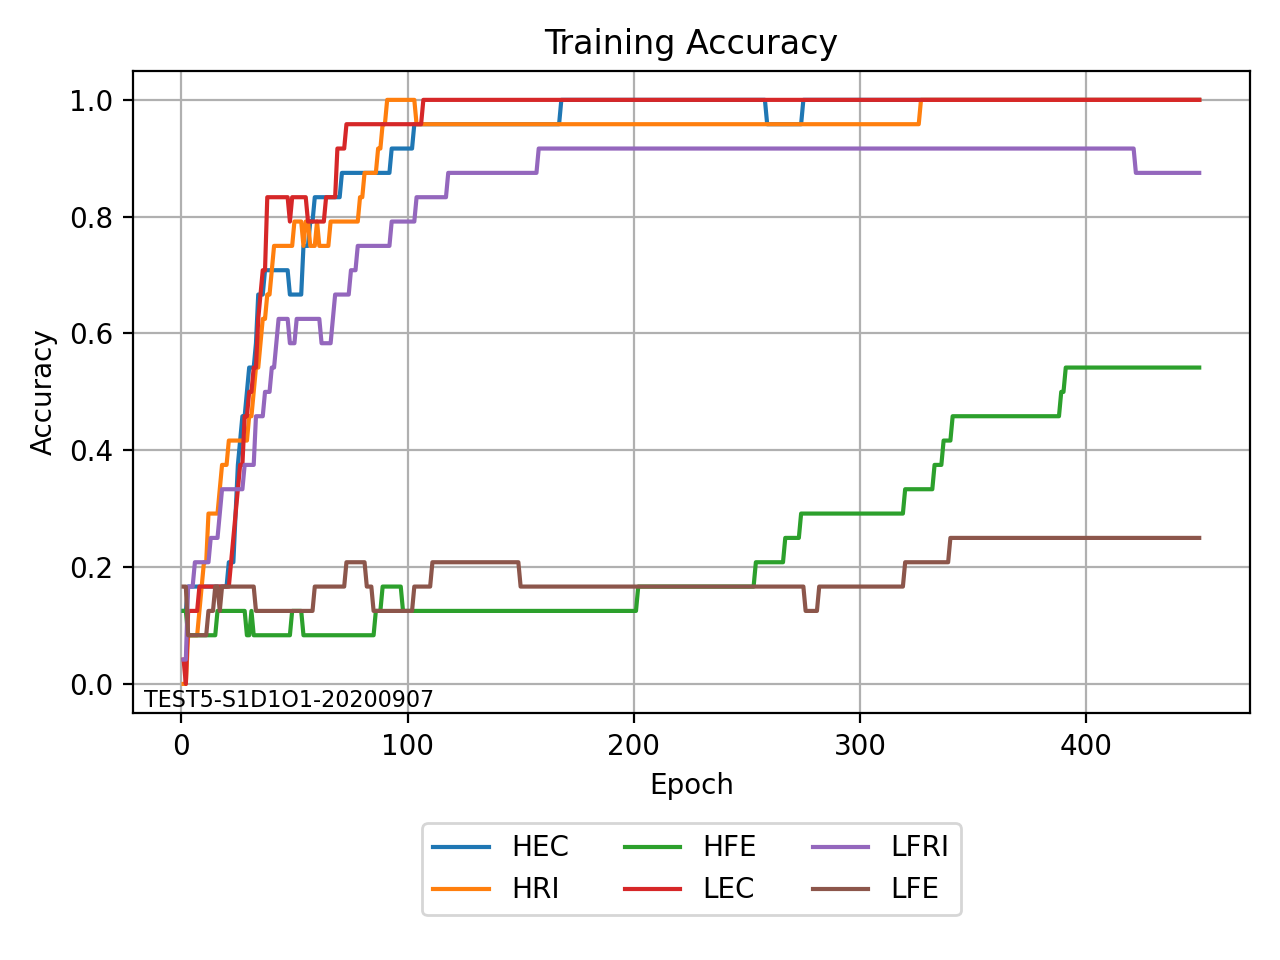 Training Accuracy
1.0
0.8
0.6
0.4
0.2
0.0
Accuracy
TEST5-S1D1O1-20200907
0 100 200 300 400
Epoch
HEC HFE LFRI
HRI LEC LFE